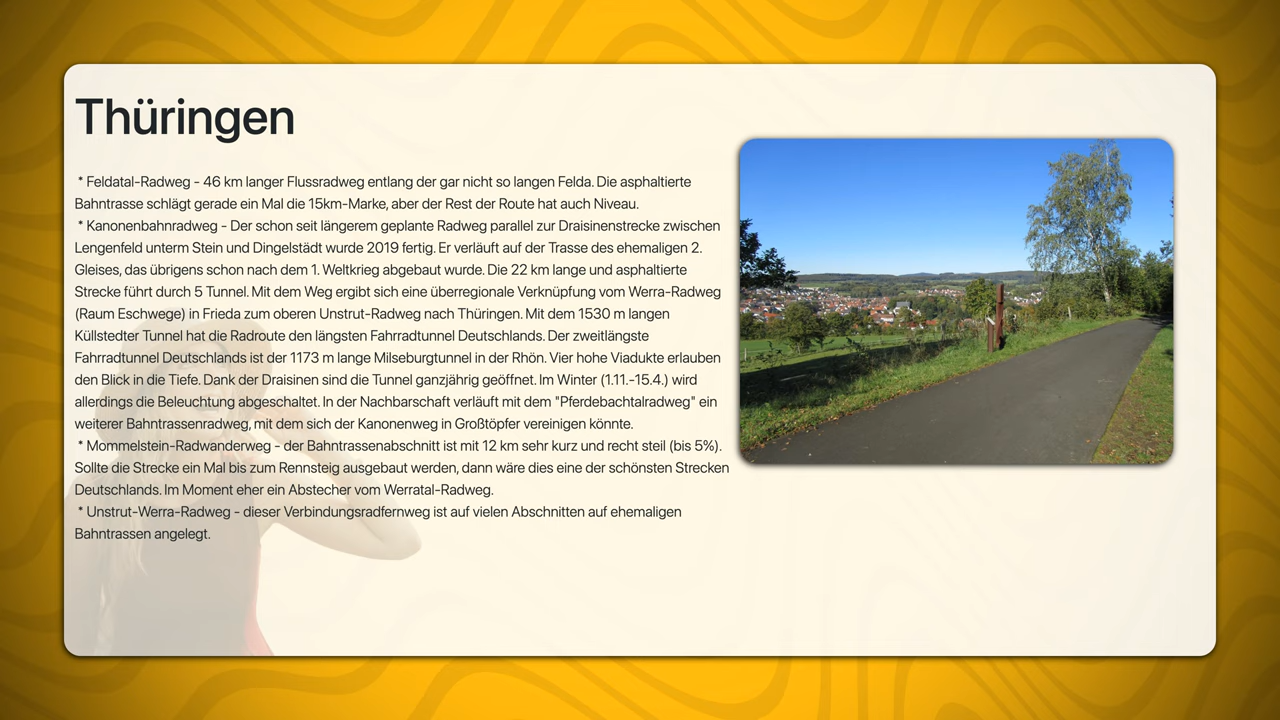 Thüringen
* Feldatal-Radweg - 46 km langer Flussradweg entlang der gar nicht so langen Felda. Die asphaltierte
Bahntrasse schlägt gerade ein Mal die 15km-Marke, aber der Rest der Route hat auch Niveau.
* Kanonenbahnradweg - Der schon seit längerem geplante Radweg parallel zur Draisinenstrecke zwischen
Lengenfeld unterm Stein und Dingelstädt wurde 2019 fertig. Er verläuft auf der Trasse des ehemaligen 2.
Gleises, das übrigens schon nach dem 1. Weltkrieg abgebaut wurde. Die 22 km lange und asphaltierte
Strecke führt durch 5 Tunnel. Mit dem Weg ergibt sich eine überregionale Verknüpfung vom Werra-Radweg
(Raum Eschwege) in Frieda zum oberen Unstrut-Radweg nach Thüringen. Mit dem 1530 m langen
Küllstedter Tunnel hat die Radroute den längsten Fahrradtunnel Deutschlands. Der zweitlängste
Fahrradtunnel Deutschlands ist der 1173 m lange Milseburgtunnel in der Rhön. Vier hohe Viadukte erlauben
den Blick in die Tiefe. Dank der Draisinen sind die Tunnel ganzjährig geöffnet. Im Winter (1.11.-15.4.) wird
allerdings die Beleuchtung abgeschaltet. In der Nachbarschaft verläuft mit dem "Pferdebachtalradweg" ein
weiterer Bahntrassenradweg, mit dem sich der Kanonenweg in Großtöpfer vereinigen könnte.
* Mommelstein-Radwanderweg - der Bahntrassenabschnitt ist mit 12 km sehr kurz und recht steil (bis 5%).
Sollte die Strecke ein Mal bis zum Rennsteig ausgebaut werden, dann wäre dies eine der schönsten Strecken
Deutschlands. Im Moment eher ein Abstecher vom Werratal-Radweg.
* Unstrut-Werra-Radweg - dieser Verbindungsradfernweg ist auf vielen Abschnitten auf ehemaligen
Bahntrassen angelegt.